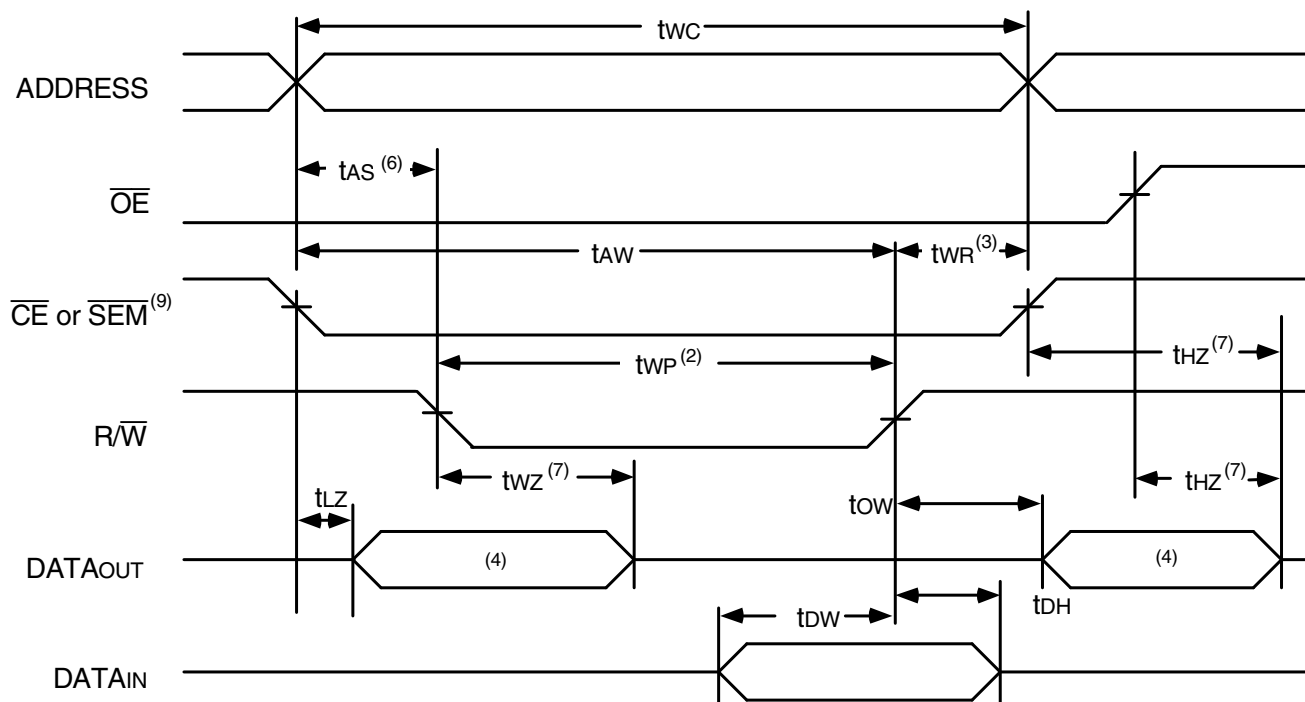 tWC
ADDRESS
tAS (6)
OE
tAW
tWR (3)
CE or SEM (9)
tWP (2)
tHZ (7)
R/W
tWZ (7)
tHZ (7)
tLZ
tOW
DATAOUT
(4)
(4)
tDW
tDH
DATAIN